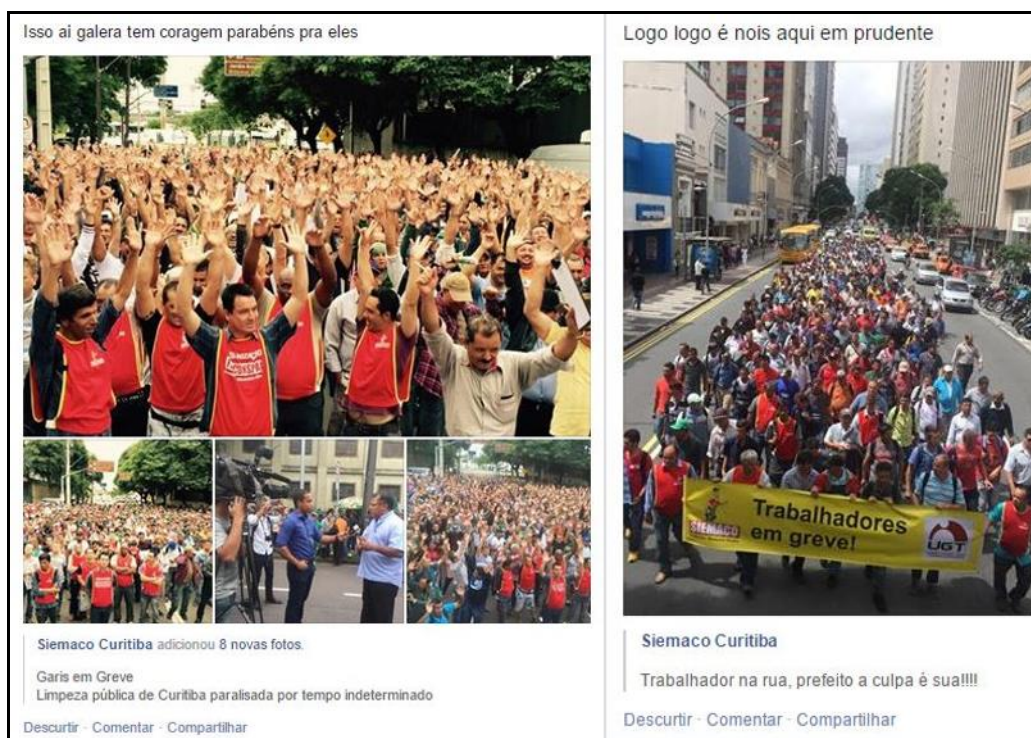 Isso ai galera tem coragem parabéns pra eles
Siemaco Curitiba adicionou 8 novas fotos.
Garis em Greve
Limpeza pública de Curitiba paralisada por tempo indeterminado
Descurtir · Comentar · Compartilhar
Logo logo é nois aqui em prudente
SIEMACO
Trabalhadores
em greve!
UGT
Siemaco Curitiba
Trabalhador na rua, prefeito a culpa é sua!!!!
Descurtir · Comentar · Compartilhar